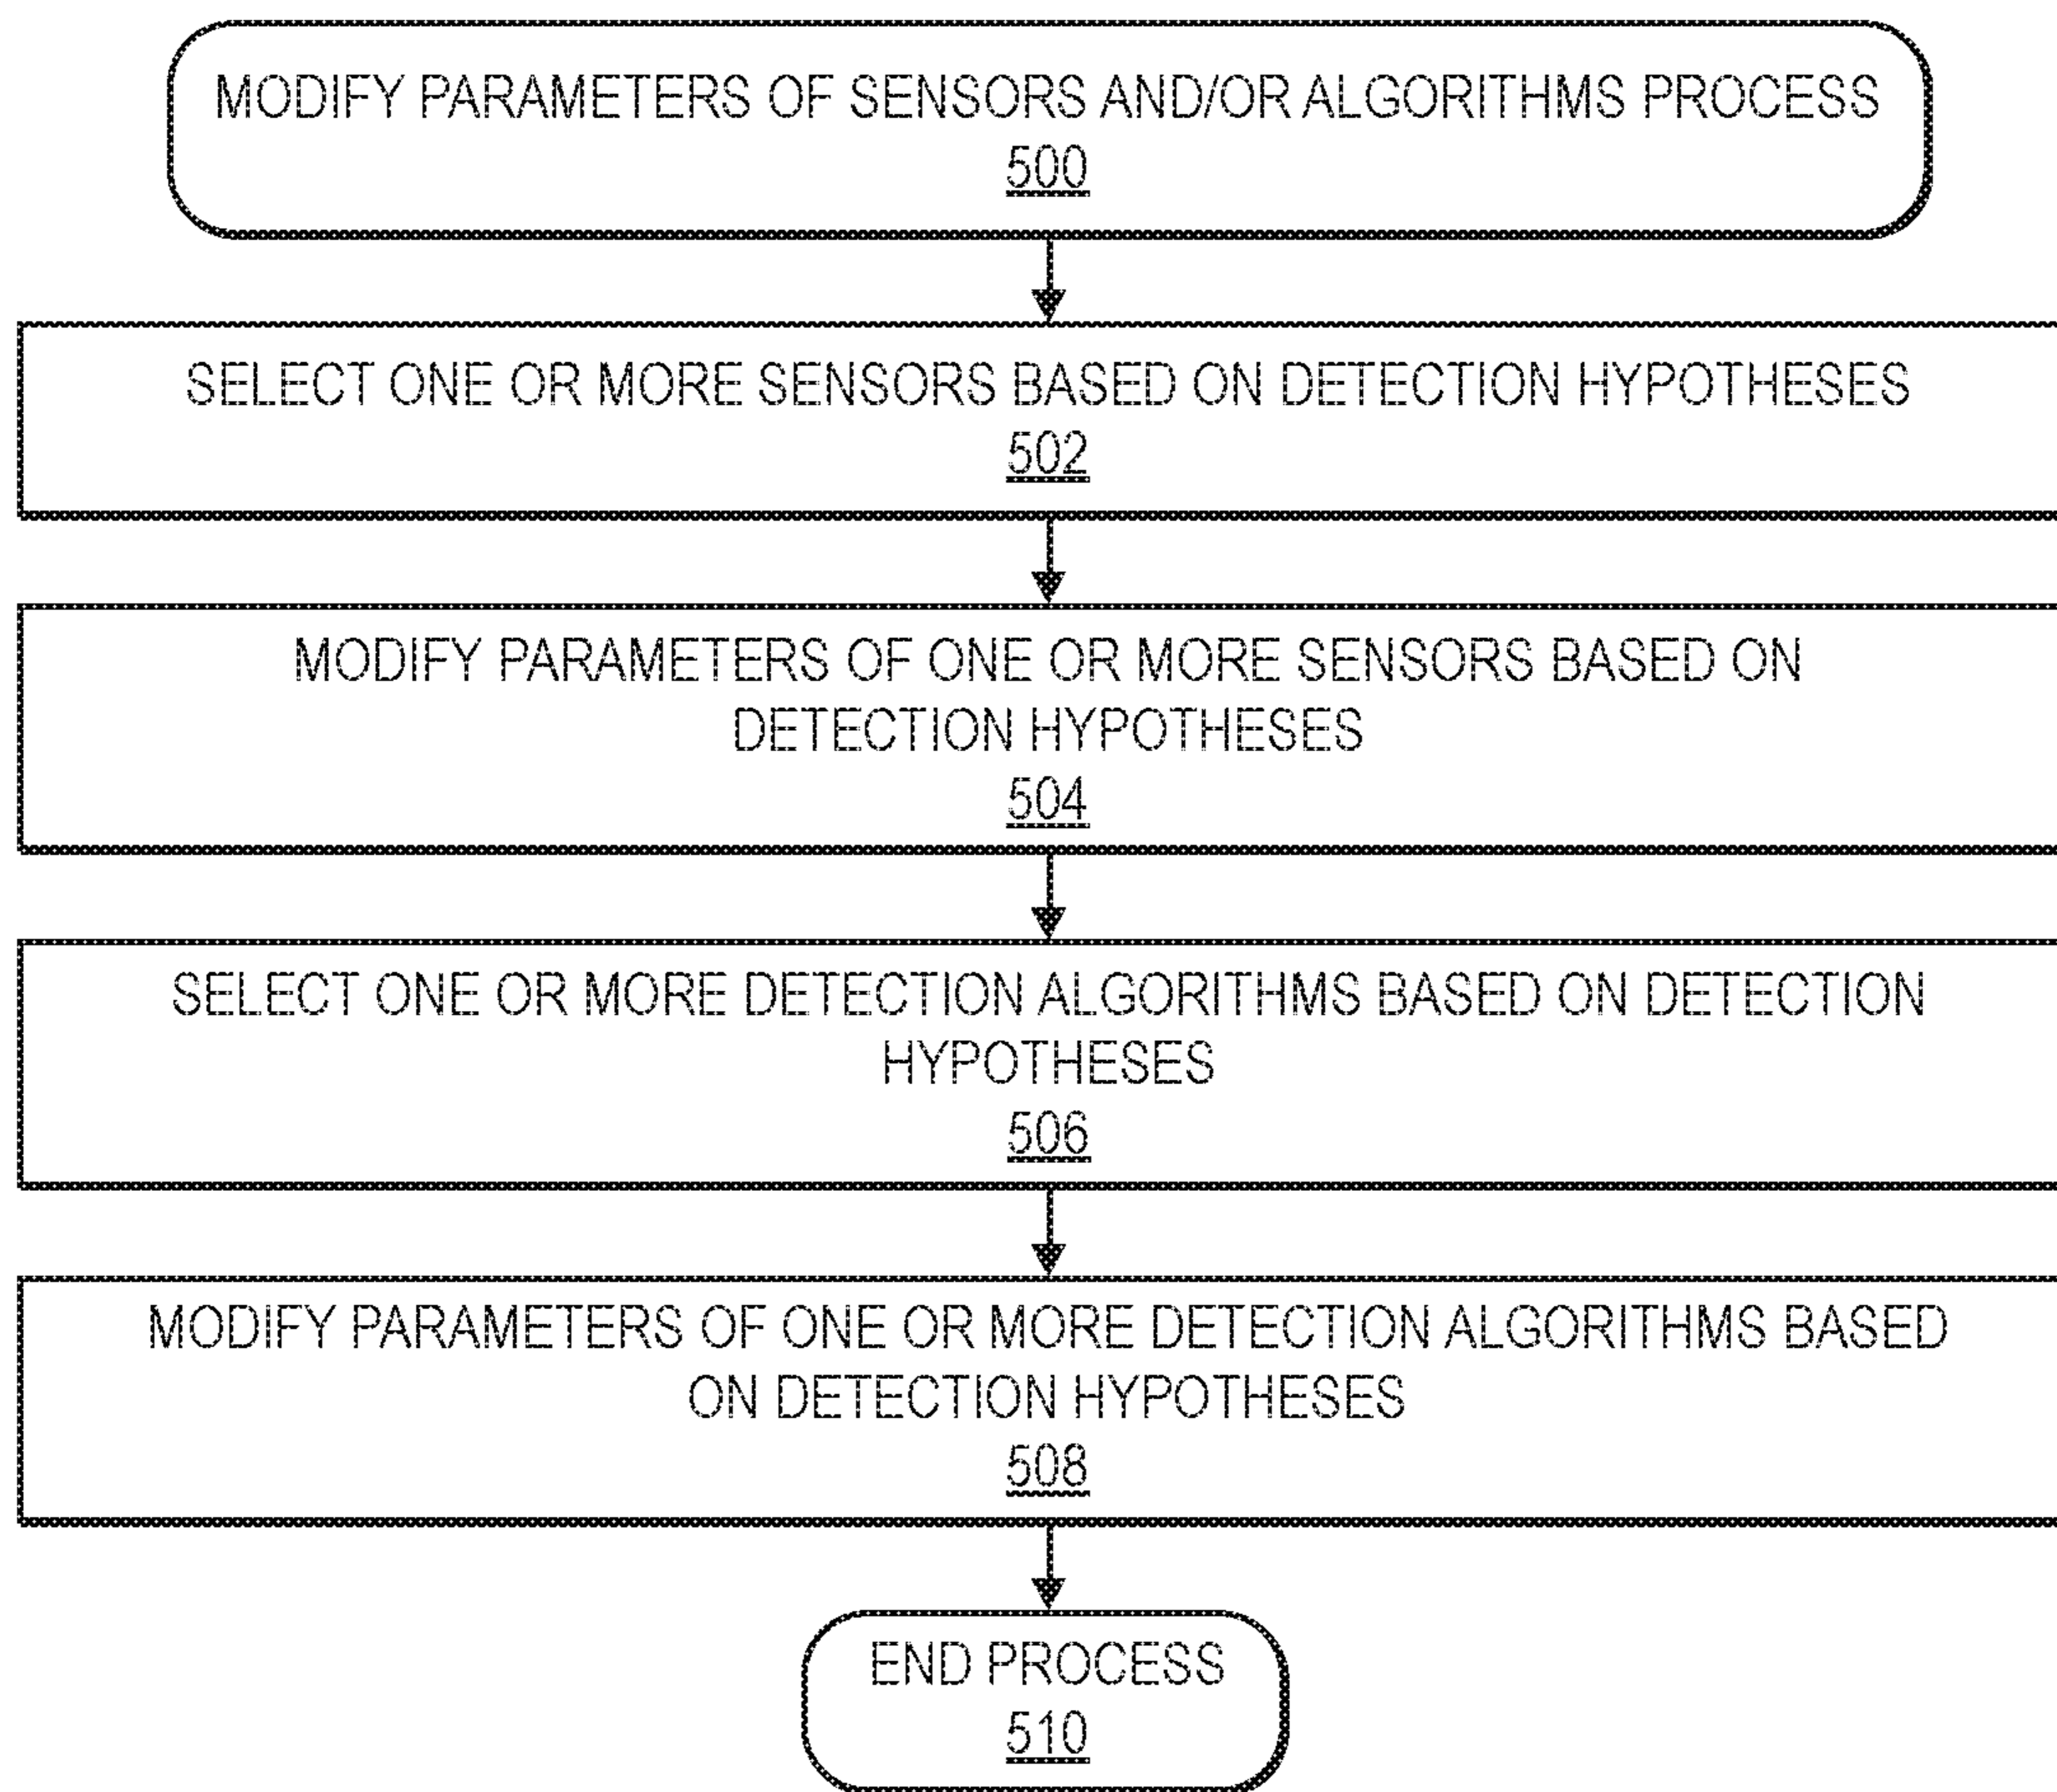 MODIFY PARAMETERS OF SENSORS AND/OR ALGORITHMS PROCESS
500
SELECT ONE OR MORE SENSORS BASED ON DETECTION HYPOTHESES
502
MODIFY PARAMETERS OF ONE OR MORE SENSORS BASED ON
DETECTION HYPOTHESES
504
SELECT ONE OR MORE DETECTION ALGORITHMS BASED ON DETECTION
HYPOTHESES
506
MODIFY PARAMETERS OF ONE OR MORE DETECTION ALGORITHMS BASED
ON DETECTION HYPOTHESES
508
END PROCESS
510